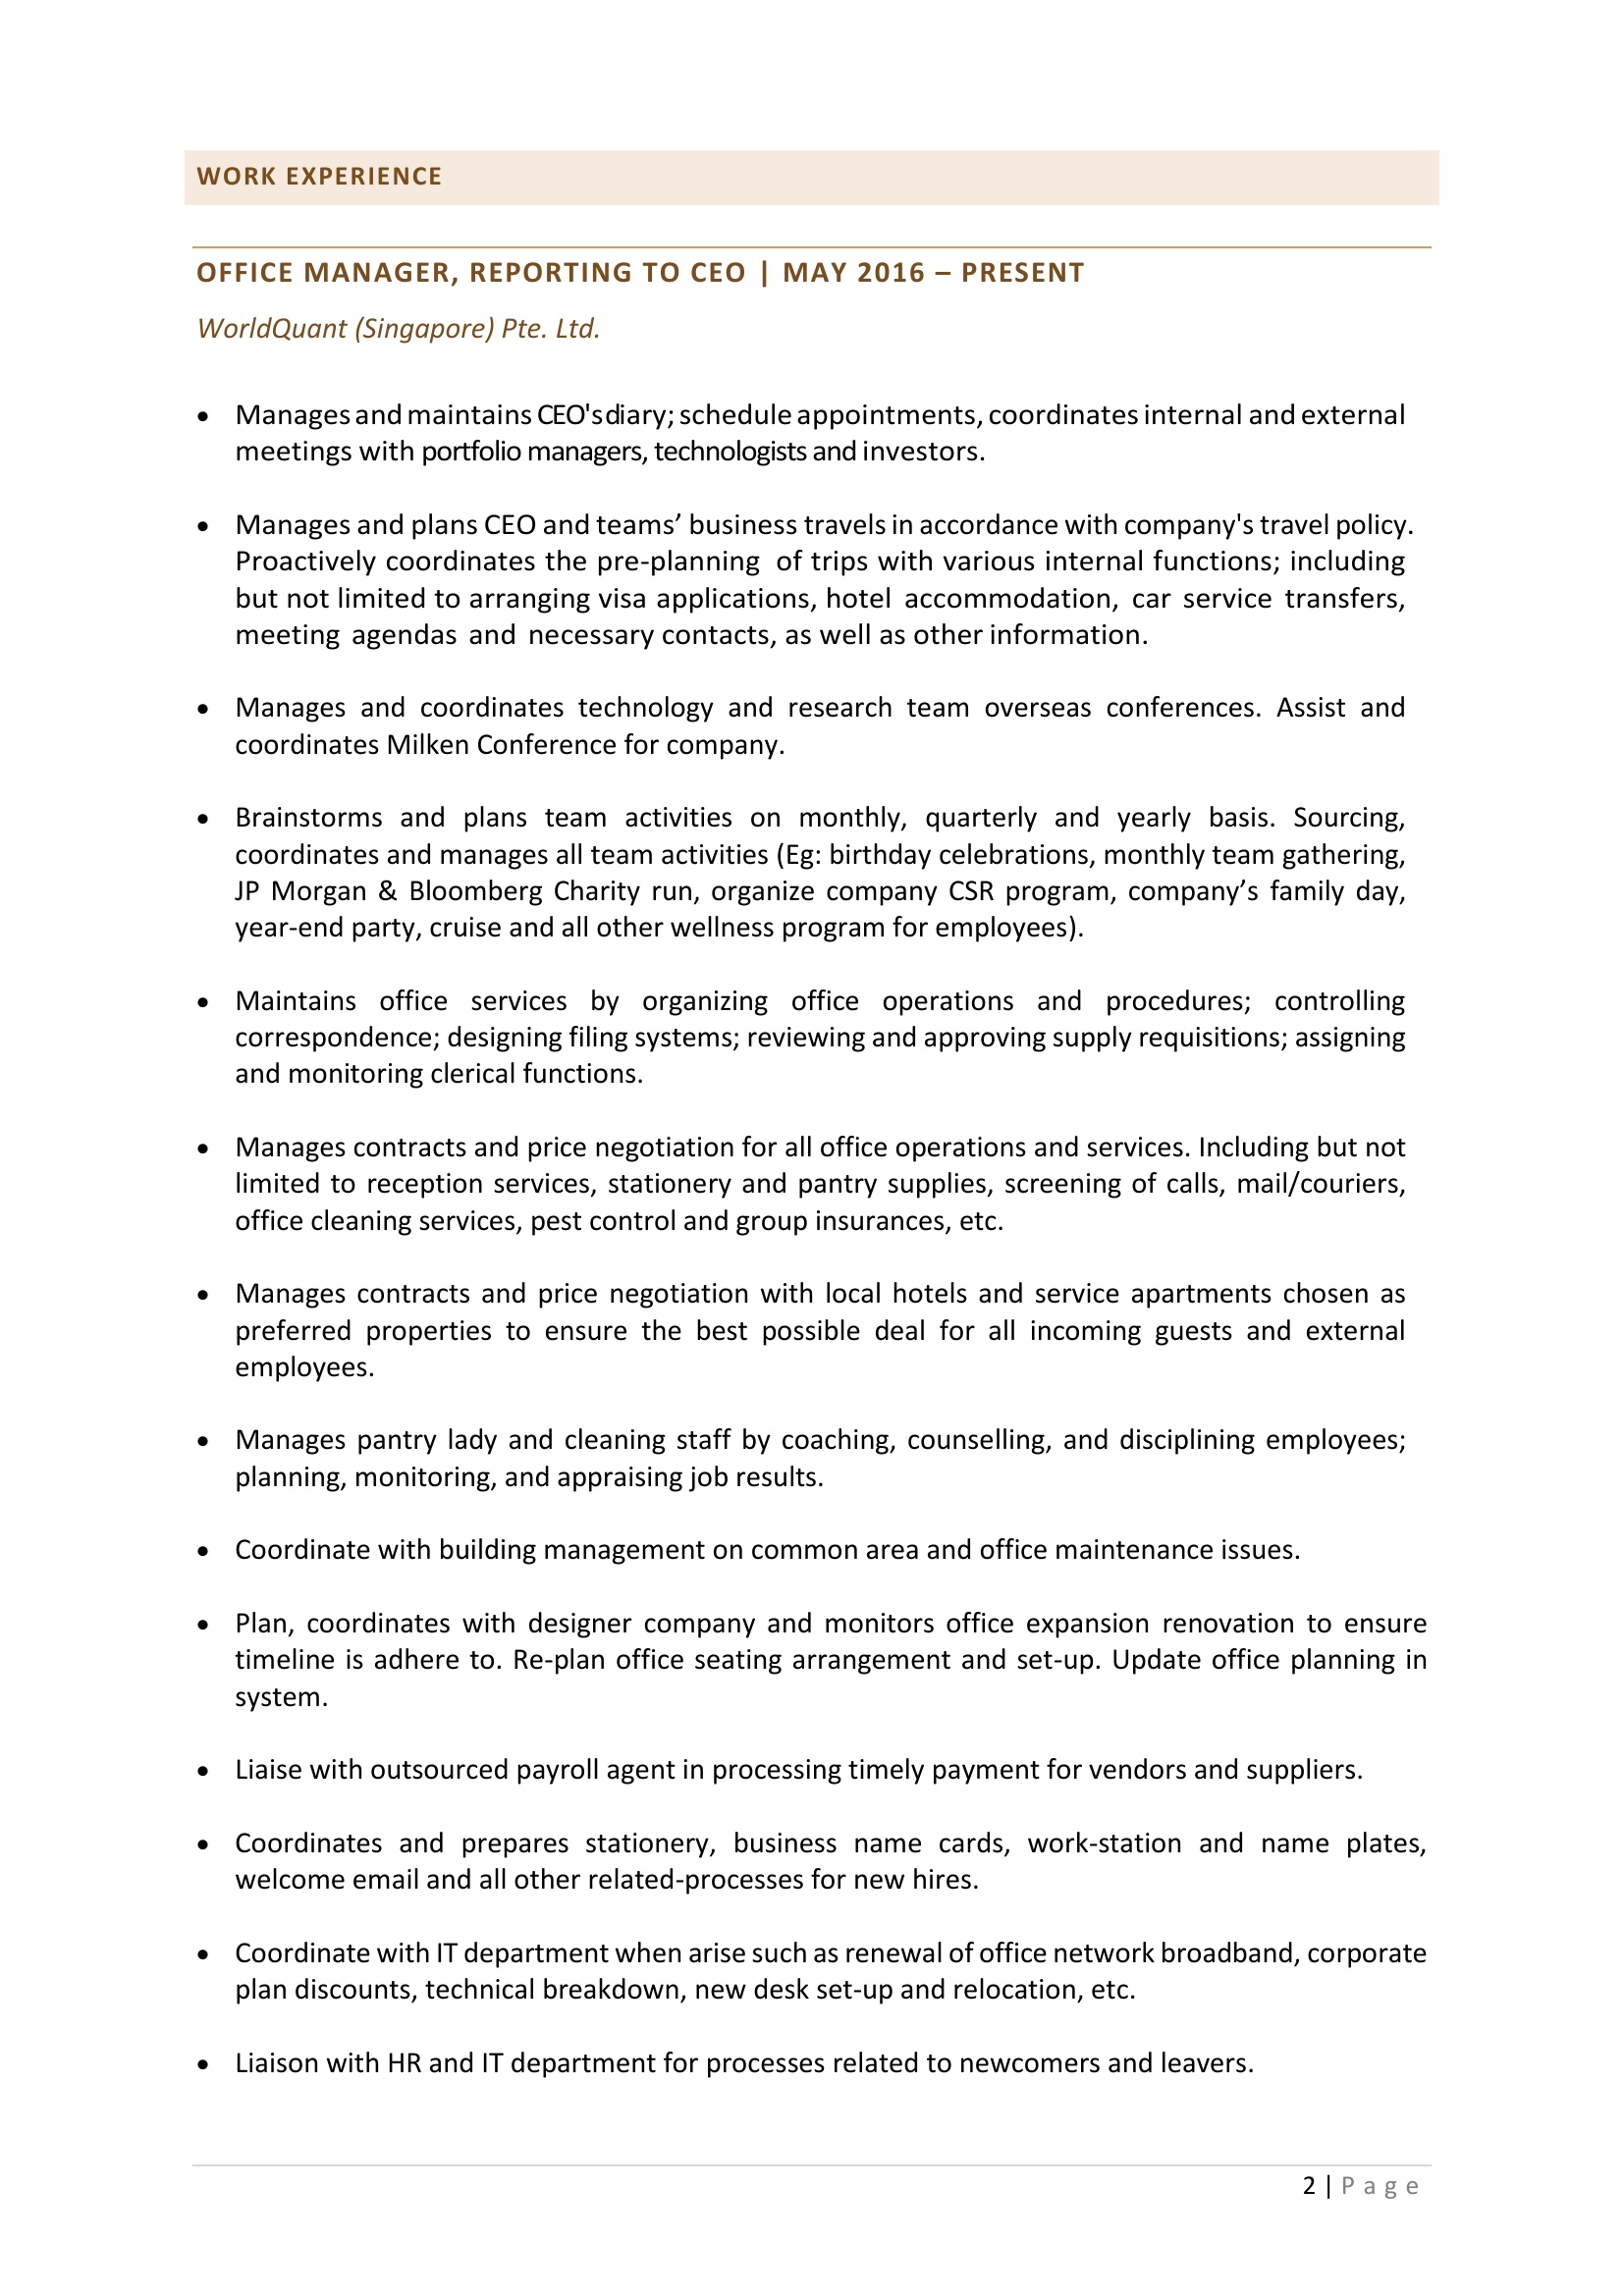 WORK EXPERIENCE
OFFICE MANAGER, REPORTING TO CEO | MAY 2016 – PRESENT
WorldQuant (Singapore) Pte. Ltd.
• Manages and maintains CEO's diary; schedule appointments, coordinates internal and external
meetings with portfolio managers, technologists and investors.
• Manages and plans CEO and teams’ business travels in accordance with company's travel policy.
Proactively coordinates the pre-planning of trips with various internal functions; including
but not limited to arranging visa applications, hotel accommodation, car service transfers,
meeting agendas and necessary contacts, as well as other information.
• Manages and coordinates technology and research team overseas conferences. Assist and
coordinates Milken Conference for company.
• Brainstorms and plans team activities on monthly, quarterly and yearly basis. Sourcing,
coordinates and manages all team activities (Eg: birthday celebrations, monthly team gathering,
JP Morgan & Bloomberg Charity run, organize company CSR program, company’s family day,
year-end party, cruise and all other wellness program for employees).
• Maintains office services by organizing office operations and procedures; controlling
correspondence; designing filing systems; reviewing and approving supply requisitions; assigning
and monitoring clerical functions.
• Manages contracts and price negotiation for all office operations and services. Including but not
limited to reception services, stationery and pantry supplies, screening of calls, mail/couriers,
office cleaning services, pest control and group insurances, etc.
• Manages contracts and price negotiation with local hotels and service apartments chosen as
preferred properties to ensure the best possible deal for all incoming guests and external
employees.
• Manages pantry lady and cleaning staff by coaching, counselling, and disciplining employees;
planning, monitoring, and appraising job results.
• Coordinate with building management on common area and office maintenance issues.
• Plan, coordinates with designer company and monitors office expansion renovation to ensure
timeline is adhere to. Re-plan office seating arrangement and set-up. Update office planning in
system.
• Liaise with outsourced payroll agent in processing timely payment for vendors and suppliers.
• Coordinates and prepares stationery, business name cards, work-station and name plates,
welcome email and all other related-processes for new hires.
• Coordinate with IT department when arise such as renewal of office network broadband, corporate
plan discounts, technical breakdown, new desk set-up and relocation, etc.
• Liaison with HR and IT department for processes related to newcomers and leavers.
2 | Page